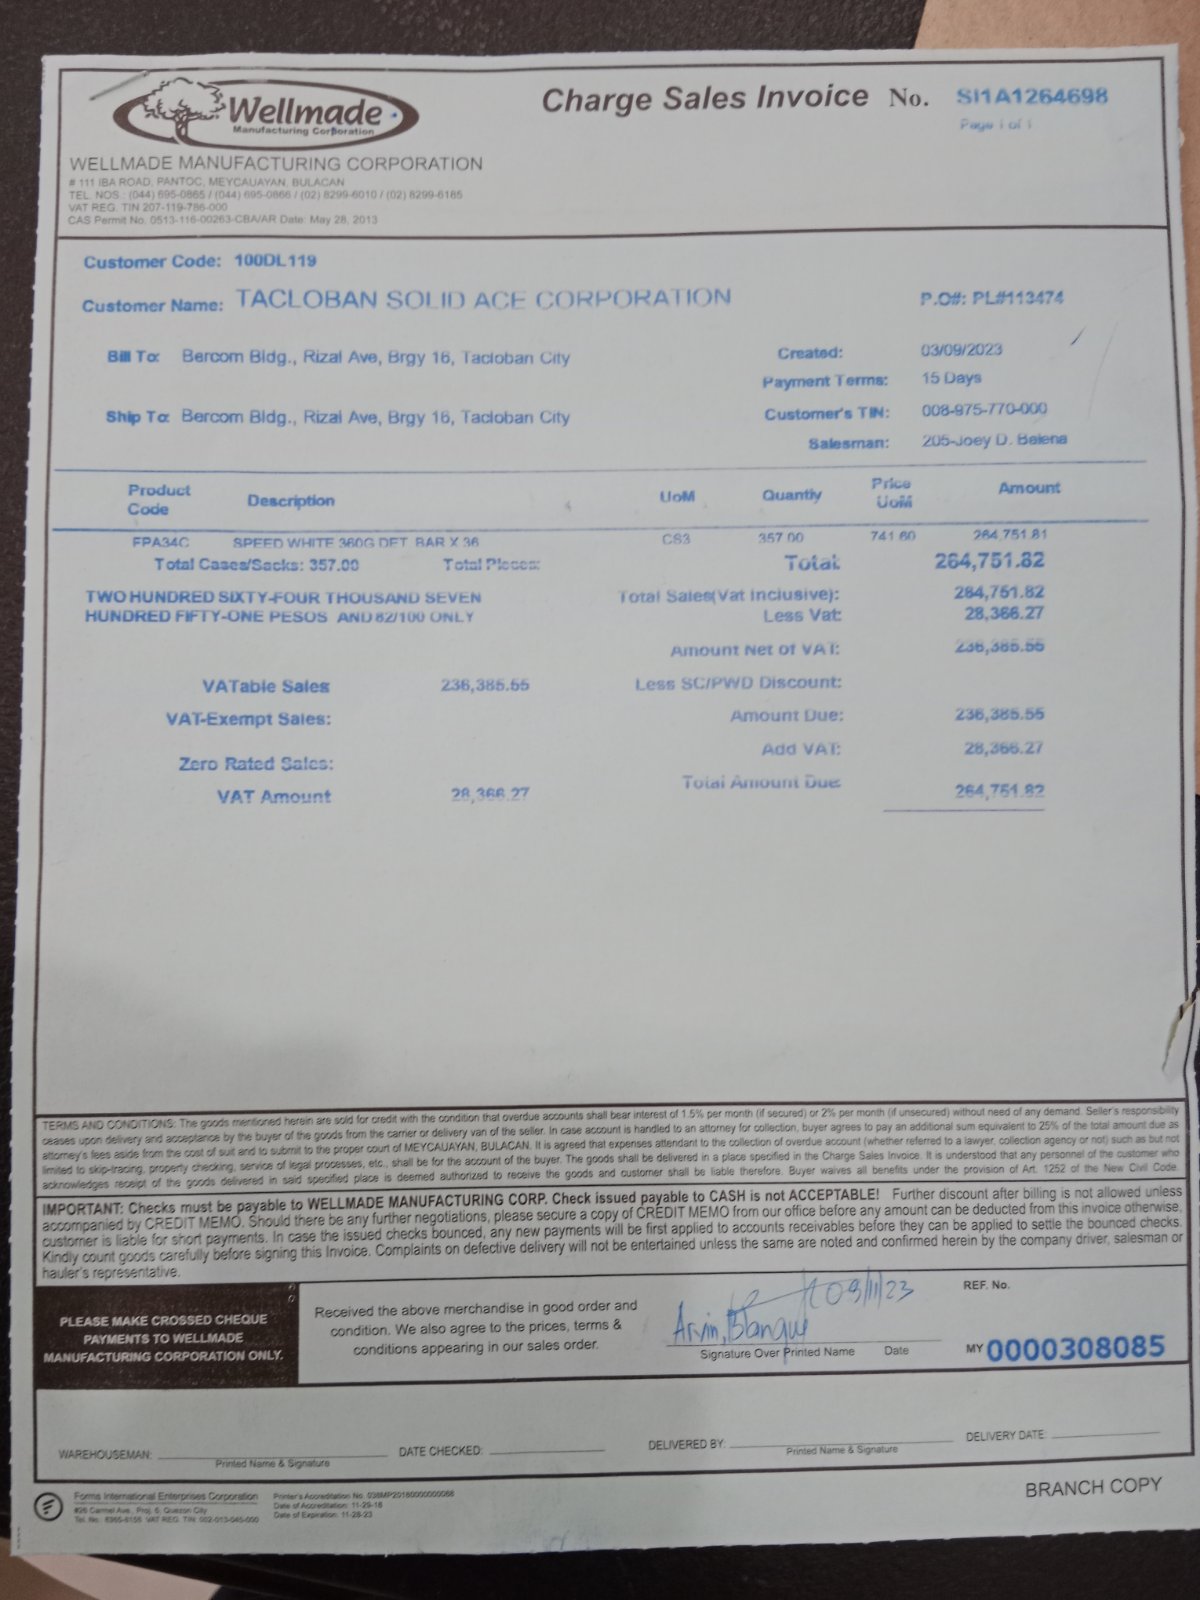 Wellmade
Manufacturing Corporation
Charge Sales Invoice No. SI1A1264698
Page 1 of 1
WELLMADE MANUFACTURING CORPORATION
# 111 IBA ROAD, PANTOC, MEYCAUAYAN, BULACAN
TEL. NOS.: (044) 695-0865 / (044) 695-0866 / (02) 8299-6010 / (02) 8299-6185
VAT REG. TIN 207-119-786-000
CAS Permit No. 0513-116-00263-CBA/AR Date: May 28, 2013
Customer Code: 100DL119
Customer Name: TACLOBAN SOLID ACE CORPORATION
P.O#: PL#113474
Bill To: Bercom Bldg., Rizal Ave, Brgy 16, Tacloban City
Created: 03/09/2023
Payment Terms: 15 Days
Ship To: Bercom Bldg., Rizal Ave, Brgy 16, Tacloban City
Customer's TIN: 008-975-770-000
Salesman: 205-Joey D. Belena
Product Code Description UoM Quantiy Price UoM Amount
FPA34C SPEED WHITE 360G DET. BAR X 36 CS3 357.00 741.60 264,751.81
Total Cases/Sacks: 357.00 Total Pieces: Total: 264,751.82
TWO HUNDRED SIXTY-FOUR THOUSAND SEVEN
HUNDRED FIFTY-ONE PESOS AND 82/100 ONLY
Total Sales(Vat Inclusive): 264,751.82
Less Vat: 28,366.27
Amount Net of VAT: 236,385.55
VATable Sales 236,385.55 Less SC/PWD Discount:
VAT-Exempt Sales: Amount Due: 236,385.55
Zero Rated Sales: Add VAT: 28,366.27
VAT Amount 28,366.27 Total Amount Due: 264,751.82
TERMS AND CONDITIONS: The goods mentioned herein are sold for credit with the condition that overdue accounts shall bear interest of 1.5% per month (if secured) or 2% per month (if unsecured) without need of any demand. Seller's responsibility
ceases upon delivery and acceptance by the buyer of the goods from the carrier or delivery van of the seller. In case account is handled to an attorney for collection, buyer agrees to pay an additional sum equivalent to 25% of the total amount due as
attorney's fees aside from the cost of suit and to submit to the proper court of MEYCAUAYAN, BULACAN. It is agreed that expenses attendant to the collection of overdue account (whether referred to a lawyer, collection agency or not) such as but not
limited to skip-tracing, property checking, service of legal processes, etc., shall be for the account of the buyer. The goods shall be delivered in a place specified in the Charge Sales Invoice. It is understood that any personnel of the customer who
acknowledges receipt of the goods delivered in said specified place is deemed authorized to receive the goods and customer shall be liable therefore. Buyer waives all benefits under the provision of Art. 1252 of the New Civil Code.
IMPORTANT: Checks must be payable to WELLMADE MANUFACTURING CORP. Check issued payable to CASH is not ACCEPTABLE! Further discount after billing is not allowed unless
accompanied by CREDIT MEMO. Should there be any further negotiations, please secure a copy of CREDIT MEMO from our office before any amount can be deducted from this invoice otherwise,
customer is liable for short payments. In case the issued checks bounced, any new payments will be first applied to accounts receivables before they can be applied to settle the bounced checks.
Kindly count goods carefully before signing this Invoice. Complaints on defective delivery will not be entertained unless the same are noted and confirmed herein by the company driver, salesman or
hauler's representative.
PLEASE MAKE CROSSED CHEQUE
PAYMENTS TO WELLMADE
MANUFACTURING CORPORATION ONLY.
Received the above merchandise in good order and
condition. We also agree to the prices, terms &
conditions appearing in our sales order.
09/11/23
Arvin
Signature Over Printed Name Date
REF. No.
MY 0000308085
WAREHOUSEMAN:
Printed Name & Signature
DATE CHECKED:
DELIVERED BY:
Printed Name & Signature
DELIVERY DATE:
Forms International Enterprises Corporation
#26 Carmel Ave., Proj. 6, Quezon City
Date of Accreditation: 11-29-18
Date of Expiration: 11-28-23
BRANCH COPY